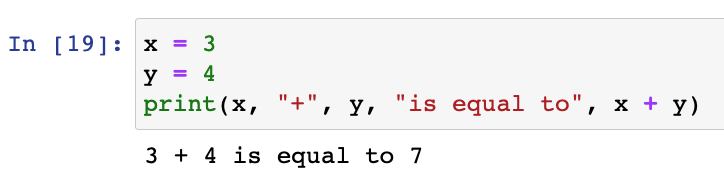 In [19]: x = 3
y = 4
print(x, "+", y, "is equal to", x + y)
3 + 4 is equal to 7